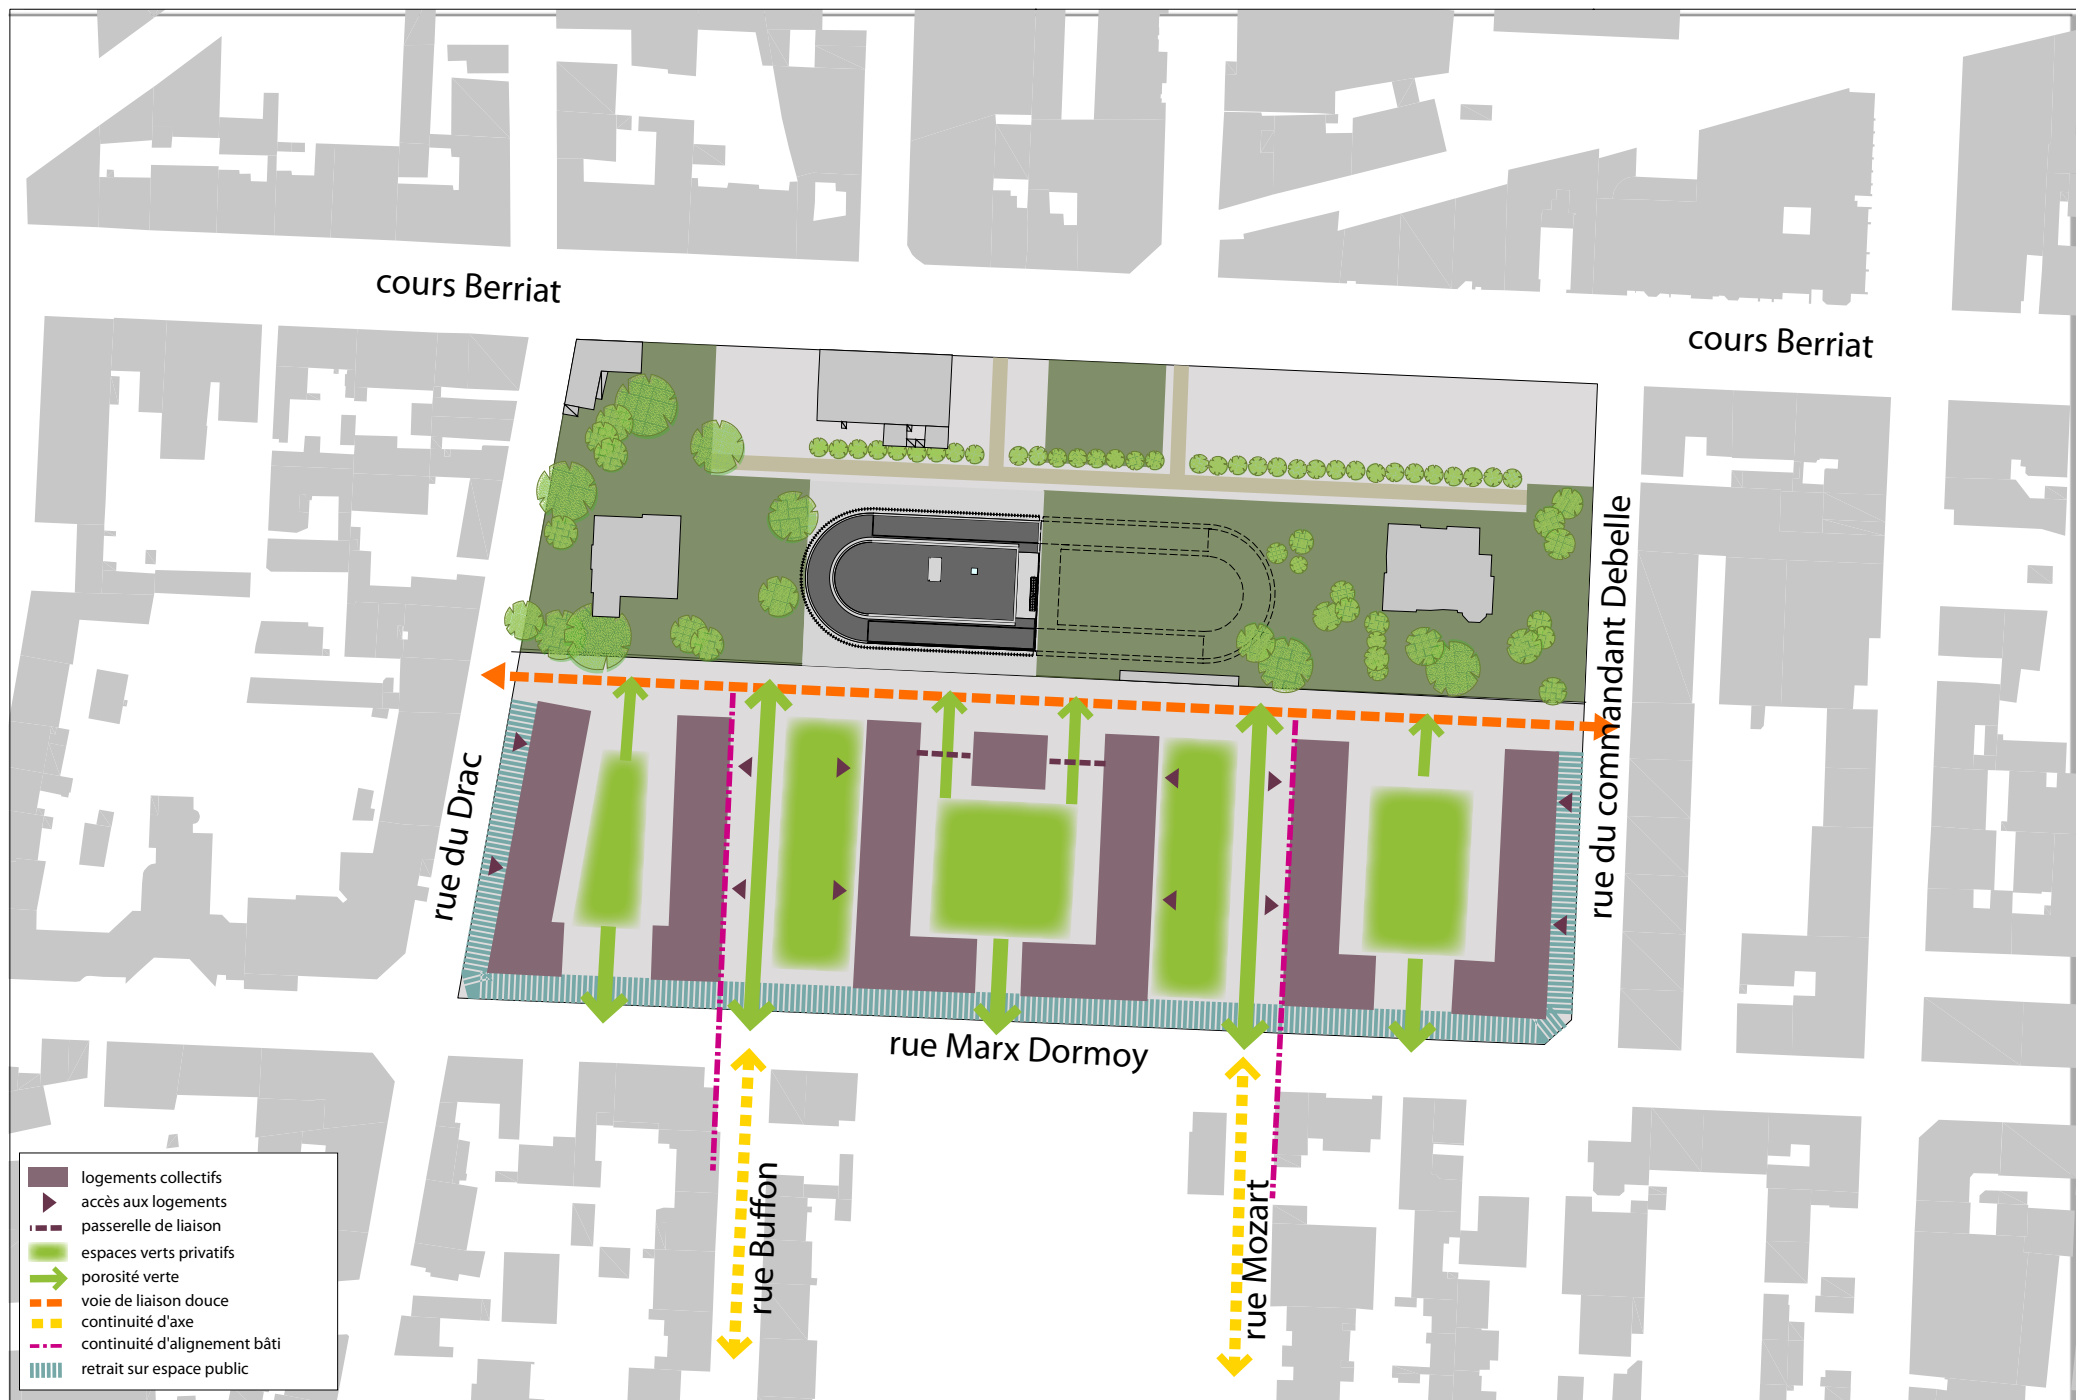 cours Berriat
cours Berriat
rue du commandant Debelle
rue du Drac
rue Marx Dormoy
rue Buffon
rue Mozart
logements collectifs
accès aux logements
passerelle de liaison
espaces verts privatifs
porosité verte
voie de liaison douce
continuité d'axe
continuité d'alignement bâti
retrait sur espace public